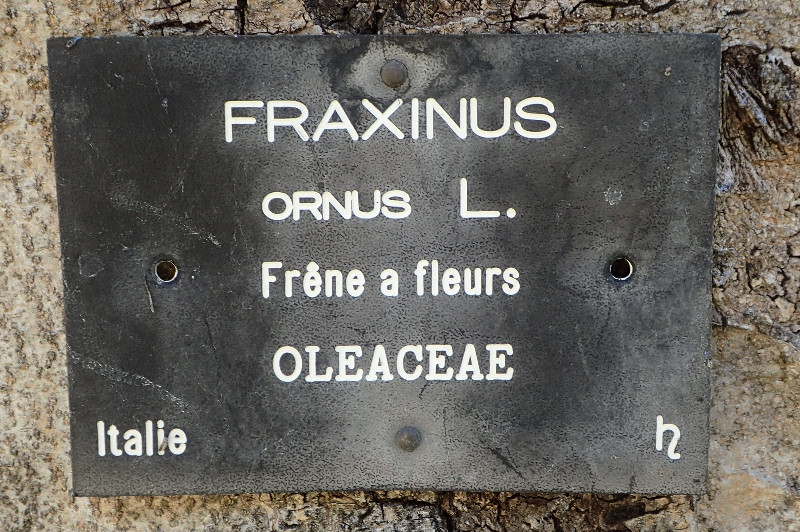 FRAXINUS
ORNUS L.
Frêne a fleurs
OLEACEAE
Italie ♄